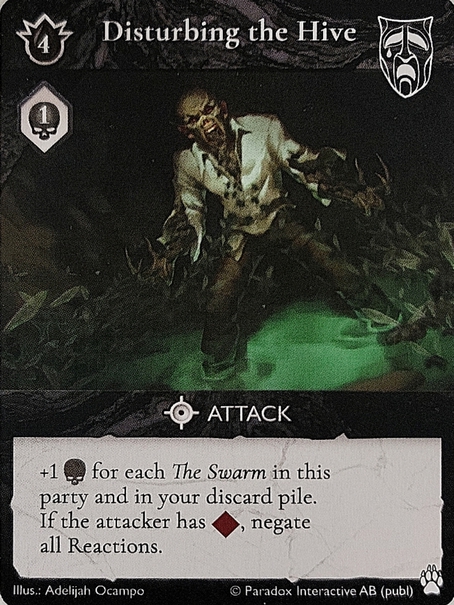 4
Disturbing the Hive
1
ATTACK
+1 for each The Swarm in this
party and in your discard pile.
If the attacker has , negate
all Reactions.
Illus.: Adelijah Ocampo
© Paradox Interactive AB (publ)